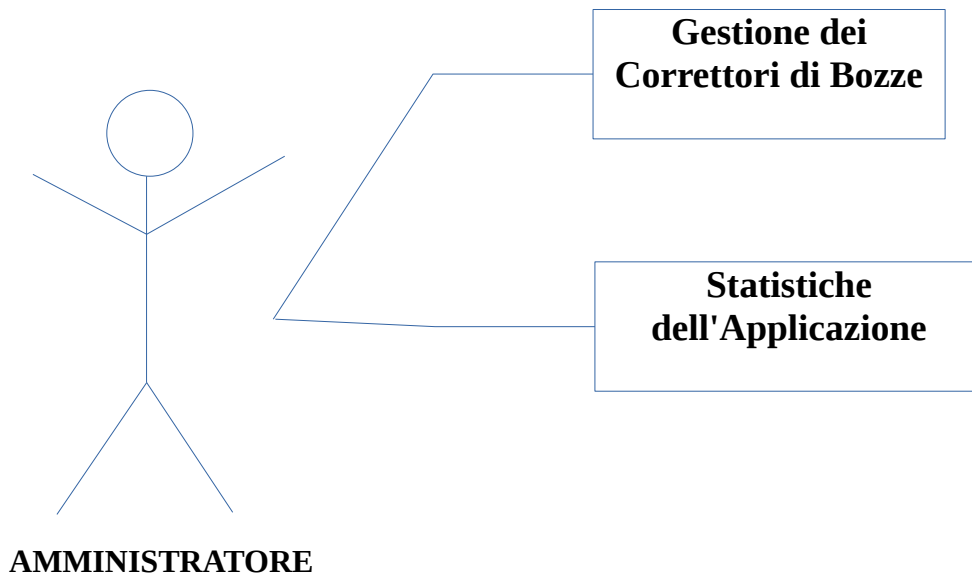 Gestione dei
Correttori di Bozze
Statistiche
dell'Applicazione
AMMINISTRATORE